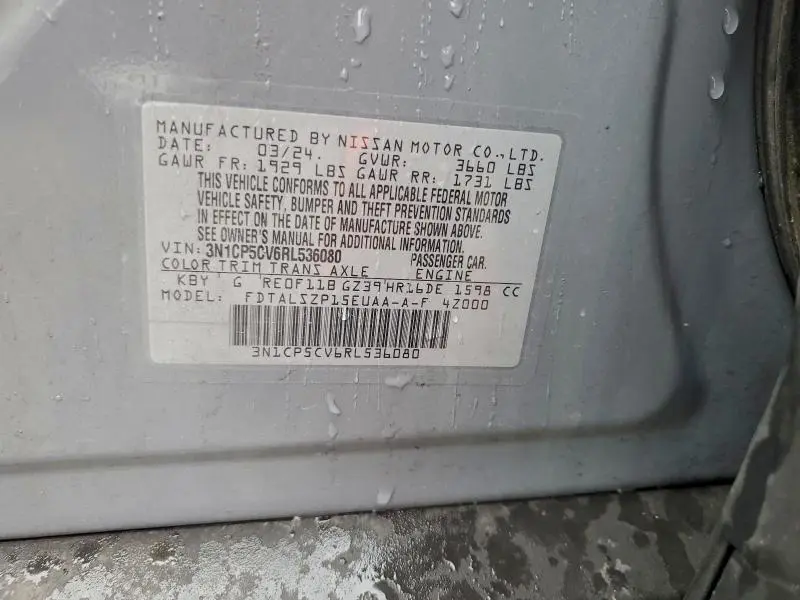 MANUFACTURED BY NISSAN MOTOR CO.,LTD.
DATE: 03/24. GVWR: 3660 LBS
GAWR FR: 1929 LBS GAWR RR: 1731 LBS
THIS VEHICLE CONFORMS TO ALL APPLICABLE FEDERAL MOTOR
VEHICLE SAFETY, BUMPER AND THEFT PREVENTION STANDARDS
IN EFFECT ON THE DATE OF MANUFACTURE SHOWN ABOVE.
SEE OWNER'S MANUAL FOR ADDITIONAL INFORMATION
VIN: 3N1CP5CV6RL536080 PASSENGER CAR.
COLOR TRIM TRANS AXLE ENGINE
KBY G RE0F11B GZ39 HR16DE 1598 CC
MODEL: FDTALSZP15EUAA-A-F 4Z000
3N1CP5CV6RL536080